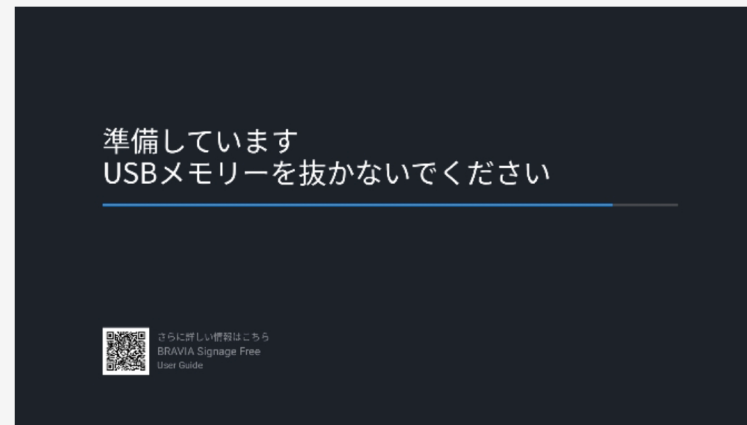 準備しています
USBメモリーを抜かないでください
さらに詳しい情報はこちら
BRAVIA Signage Free
User Guide